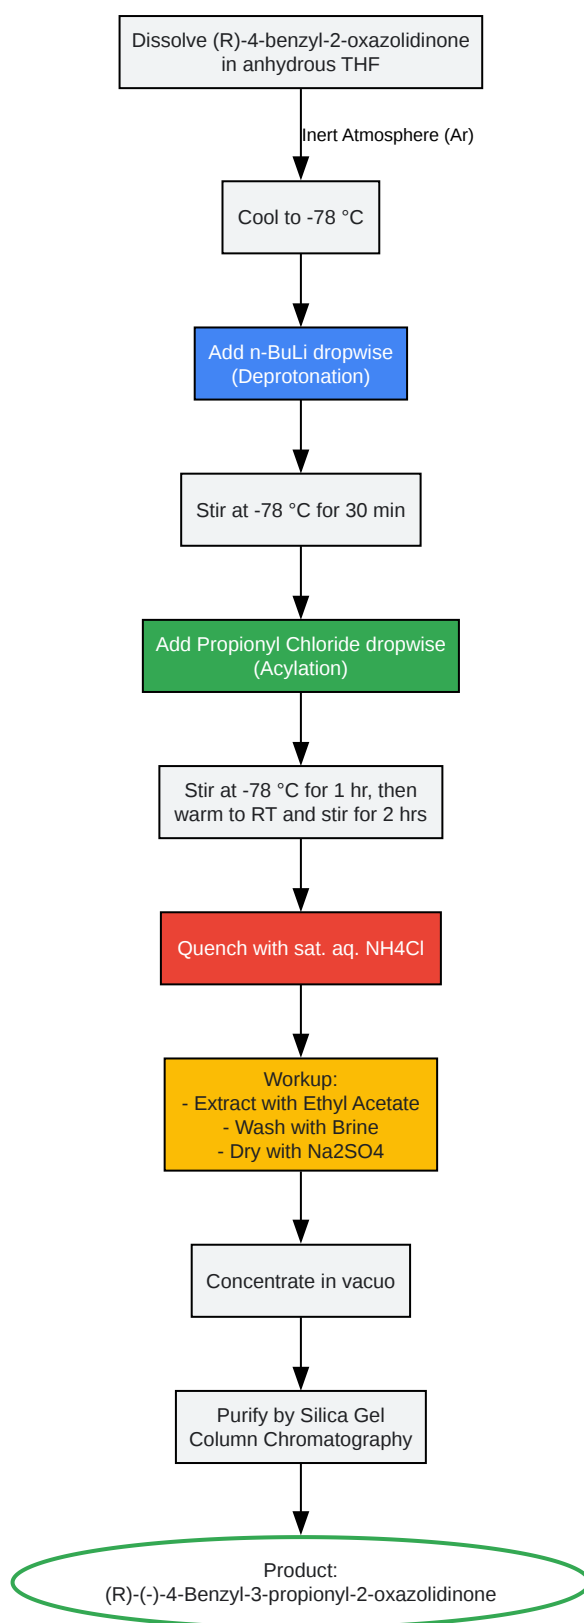 Dissolve (R)-4-benzyl-2-oxazolidinone
in anhydrous THF
Inert Atmosphere (Ar)
Cool to -78 °C
Add n-BuLi dropwise
(Deprotonation)
Stir at -78 °C for 30 min
Add Propionyl Chloride dropwise
(Acylation)
Stir at -78 °C for 1 hr, then
warm to RT and stir for 2 hrs
Quench with sat. aq. NH4Cl
Workup:
- Extract with Ethyl Acetate
- Wash with Brine
- Dry with Na2SO4
Concentrate in vacuo
Purify by Silica Gel
Column Chromatography
Product:
(R)-(-)-4-Benzyl-3-propionyl-2-oxazolidinone